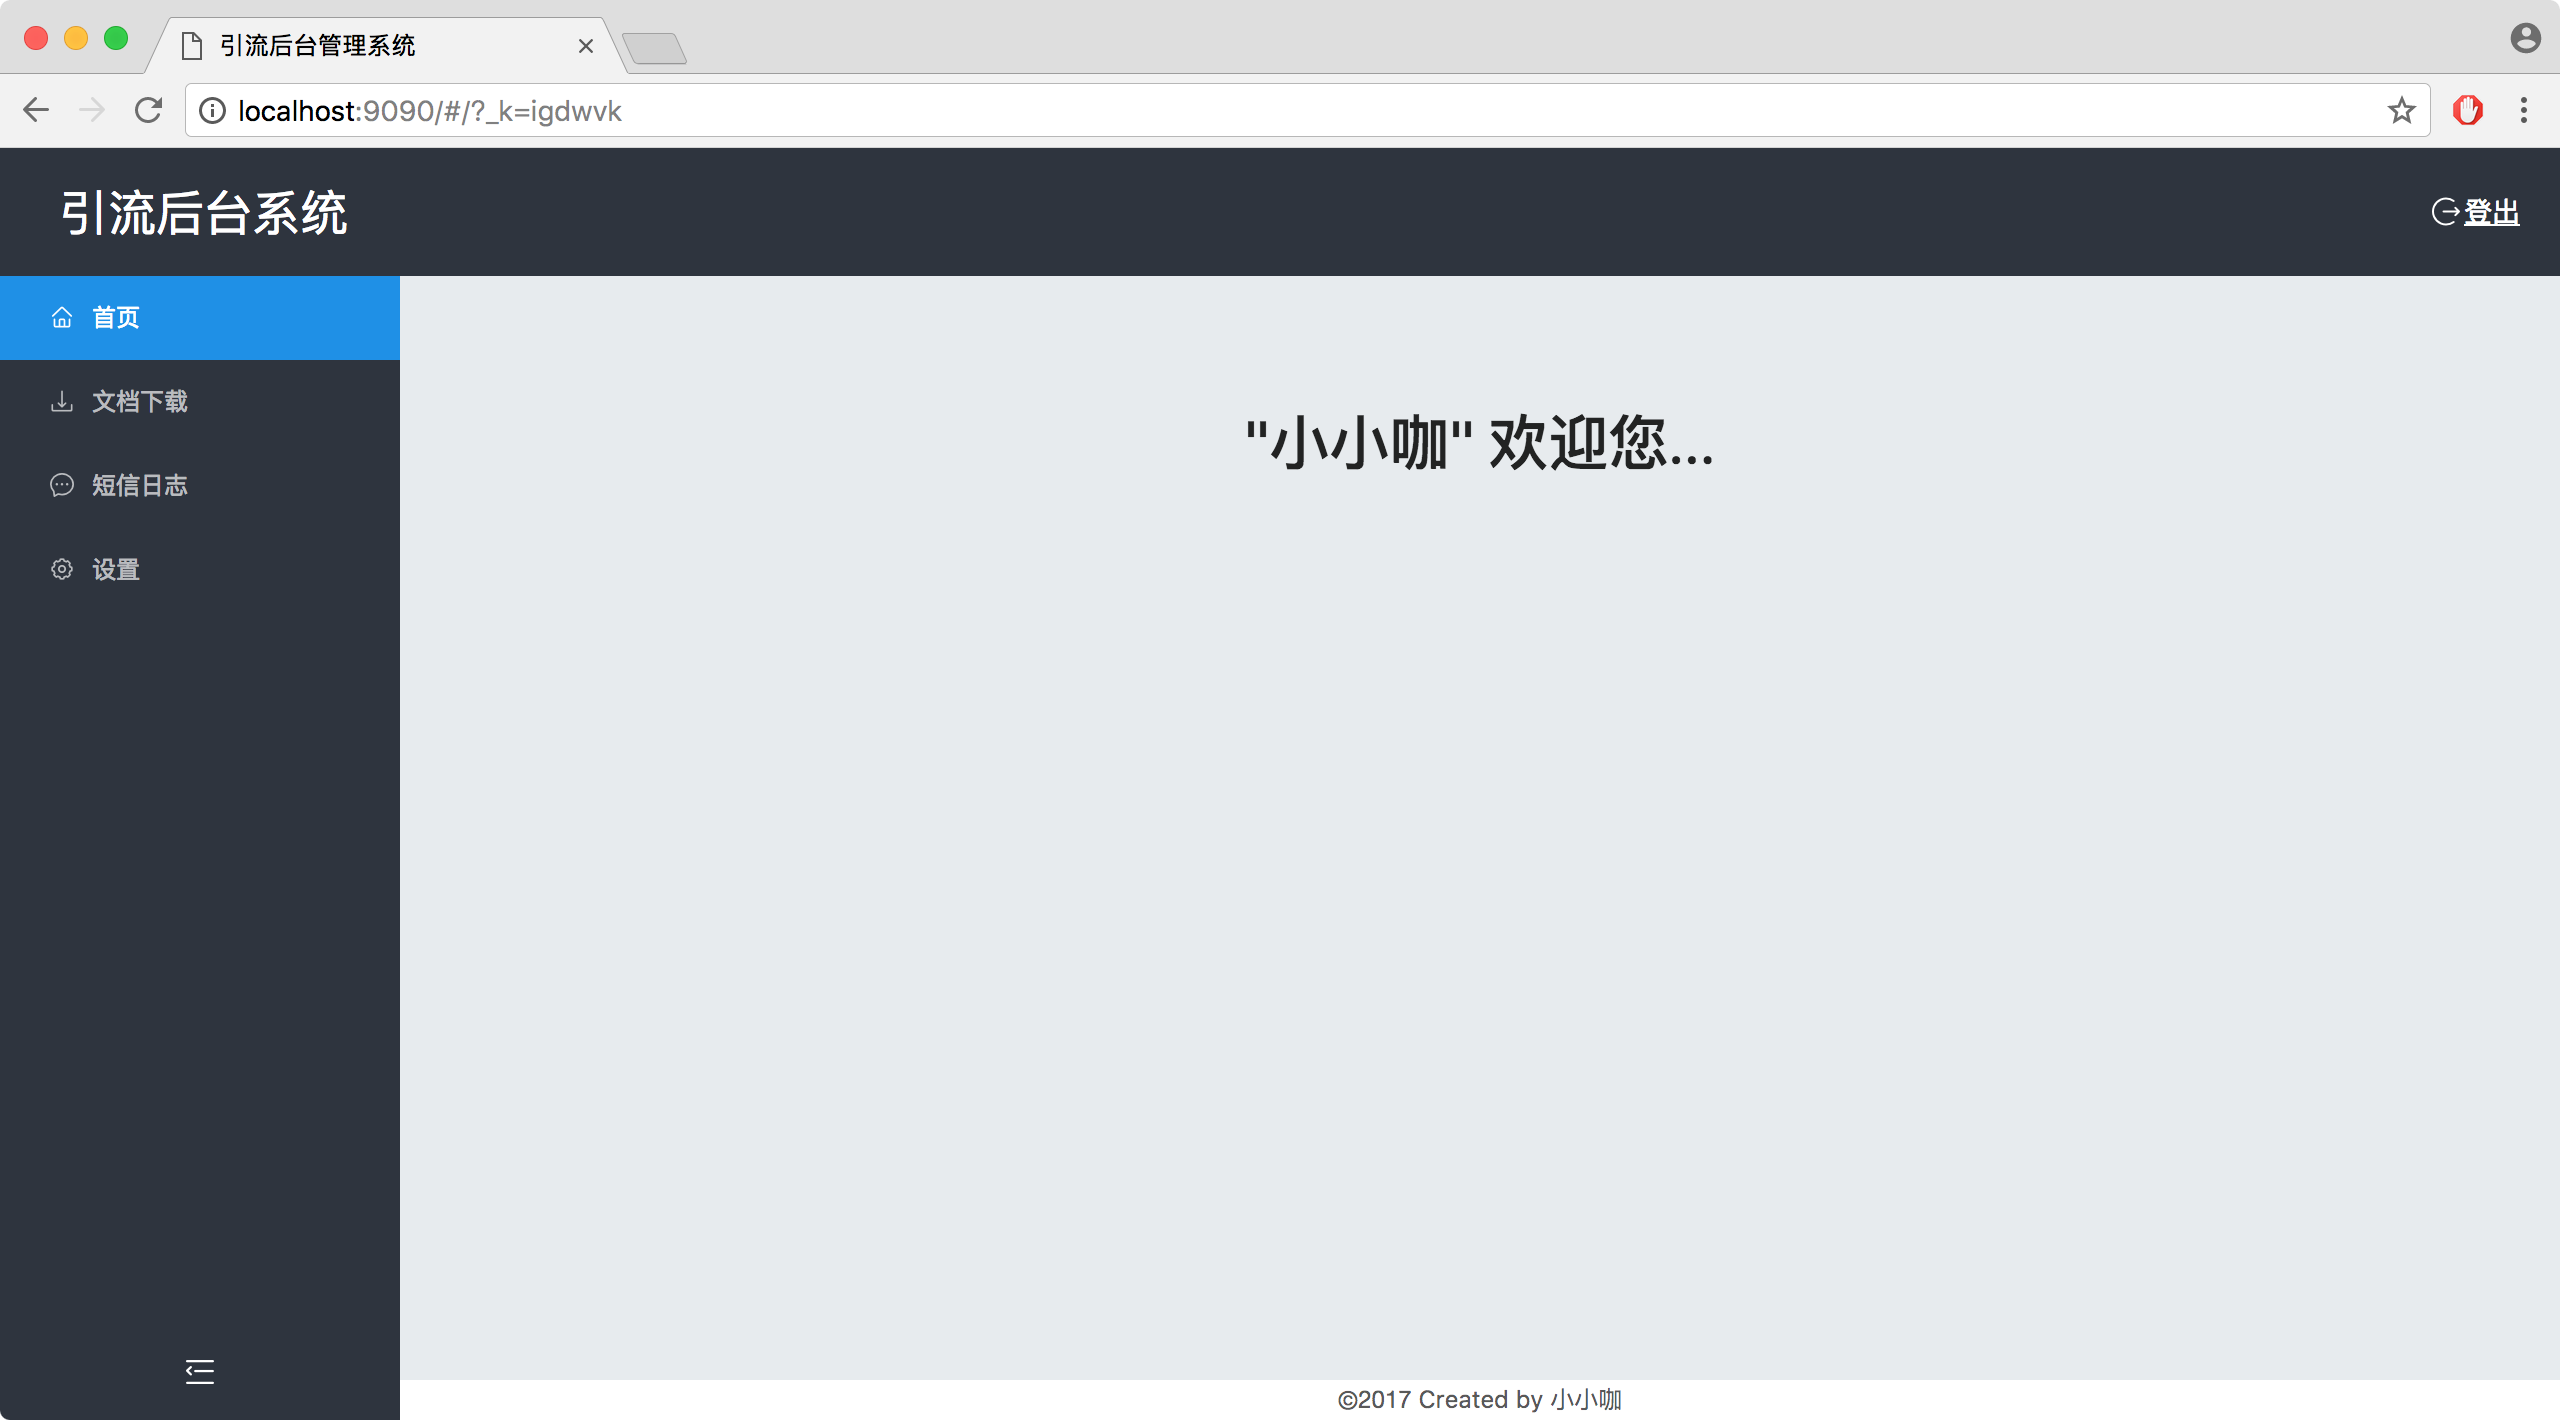 引流后台管理系统
localhost:9090/#/?_k=igdwvk
引流后台系统
登出
首页
文档下载
短信日志
设置
"小小咖" 欢迎您...
©2017 Created by 小小咖